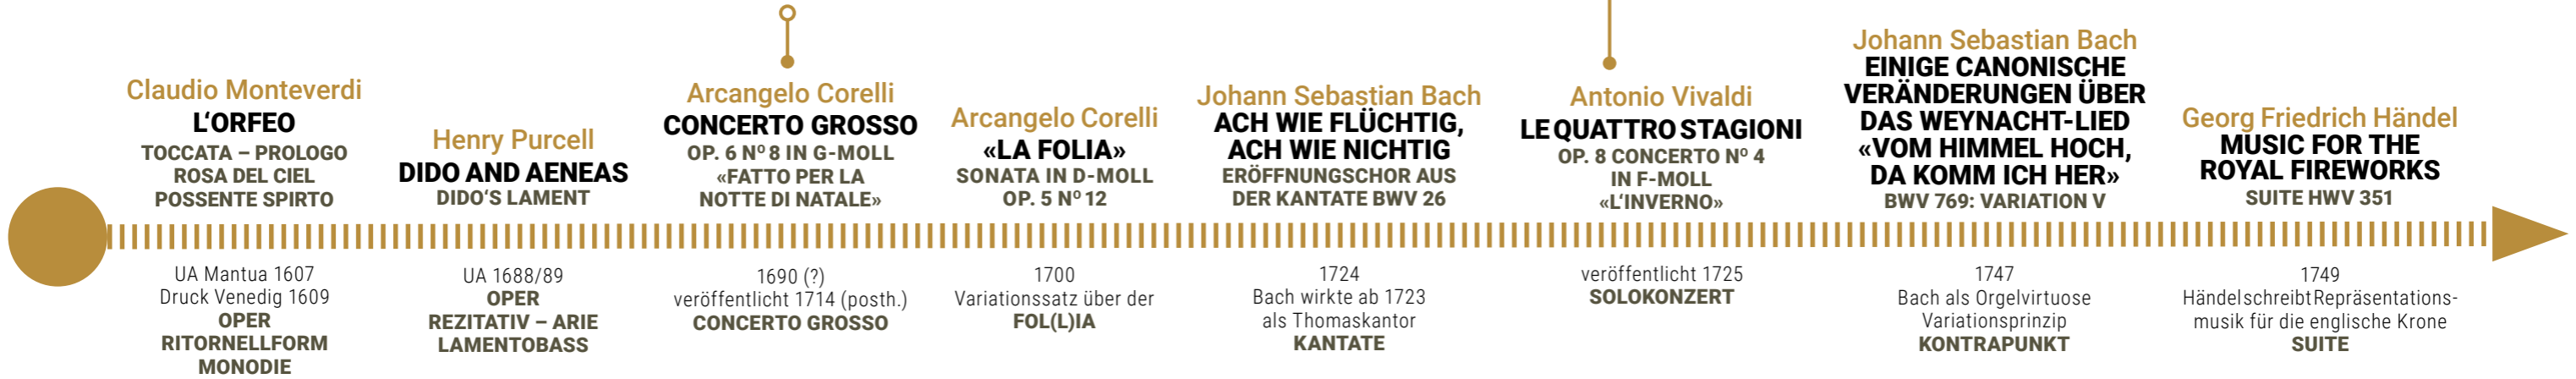 Claudio Monteverdi
L‘ORFEO
TOCCATA – PROLOGO
ROSA DEL CIEL
POSSENTE SPIRTO
UA Mantua 1607
Druck Venedig 1609
OPER
RITORNELLFORM
MONODIE
Henry Purcell
DIDO AND AENEAS
DIDO‘S LAMENT
UA 1688/89
OPER
REZITATIV – ARIE
LAMENTOBASS
Arcangelo Corelli
CONCERTO GROSSO
OP. 6 Nº 8 IN G-MOLL
«FATTO PER LA
NOTTE DI NATALE»
1690 (?)
veröffentlicht 1714 (posth.)
CONCERTO GROSSO
Arcangelo Corelli
«LA FOLIA»
SONATA IN D-MOLL
OP. 5 Nº 12
1700
Variationssatz über der
FOL(L)IA
Johann Sebastian Bach
ACH WIE FLÜCHTIG,
ACH WIE NICHTIG
ERÖFFNUNGSCHOR AUS
DER KANTATE BWV 26
1724
Bach wirkte ab 1723
als Thomaskantor
KANTATE
Antonio Vivaldi
LE QUATTRO STAGIONI
OP. 8 CONCERTO Nº 4
IN F-MOLL
«L‘INVERNO»
veröffentlicht 1725
SOLOKONZERT
Johann Sebastian Bach
EINIGE CANONISCHE
VERÄNDERUNGEN ÜBER
DAS WEYNACHT-LIED
«VOM HIMMEL HOCH,
DA KOMM ICH HER»
BWV 769: VARIATION V
1747
Bach als Orgelvirtuose
Variationsprinzip
KONTRAPUNKT
Georg Friedrich Händel
MUSIC FOR THE
ROYAL FIREWORKS
SUITE HWV 351
1749
Händel schreibt Repräsentations-
musik für die englische Krone
SUITE